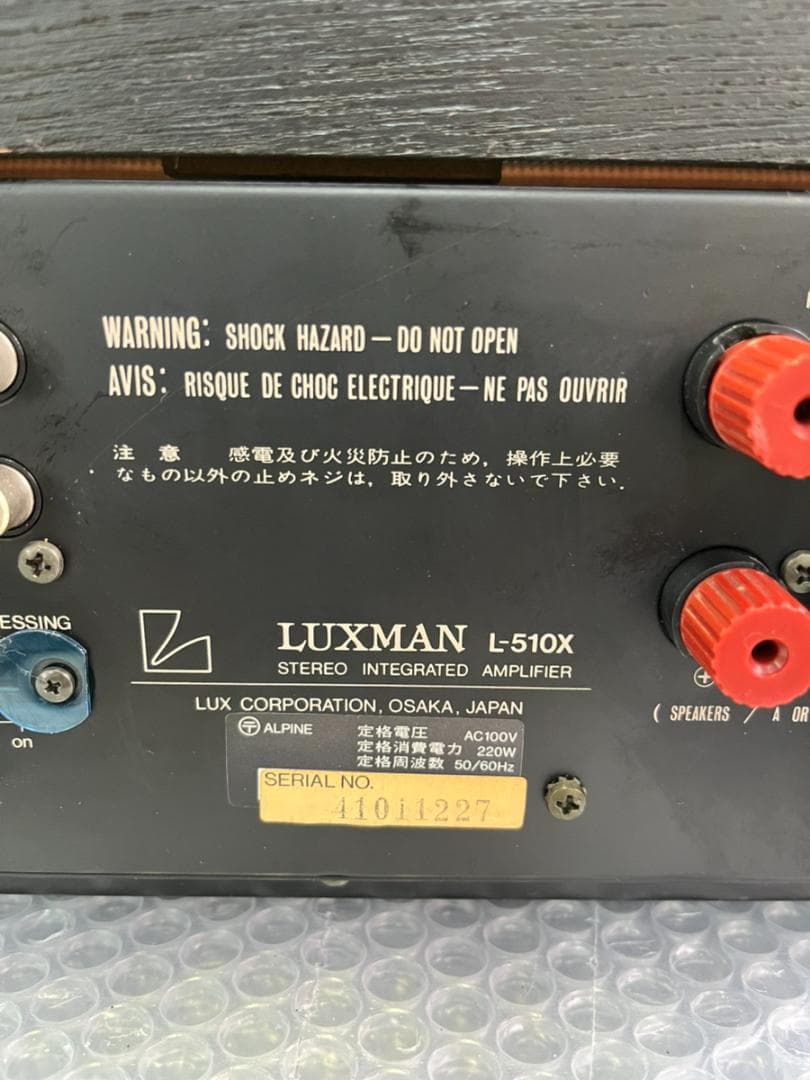 WARNING: SHOCK HAZARD — DO NOT OPEN
AVIS: RISQUE DE CHOC ELECTRIQUE — NE PAS OUVRIR
注 意 感電及び火災防止のため, 操作上必要
なもの以外の止めネジは, 取り外さないで下さい.
ESSING
on
LUXMAN L-510X
STEREO INTEGRATED AMPLIFIER
LUX CORPORATION, OSAKA, JAPAN
ALPINE 定格電圧 AC100V
定格消費電力 220W
定格周波数 50/60Hz
SERIAL NO.
41011227
( SPEAKERS / A OR